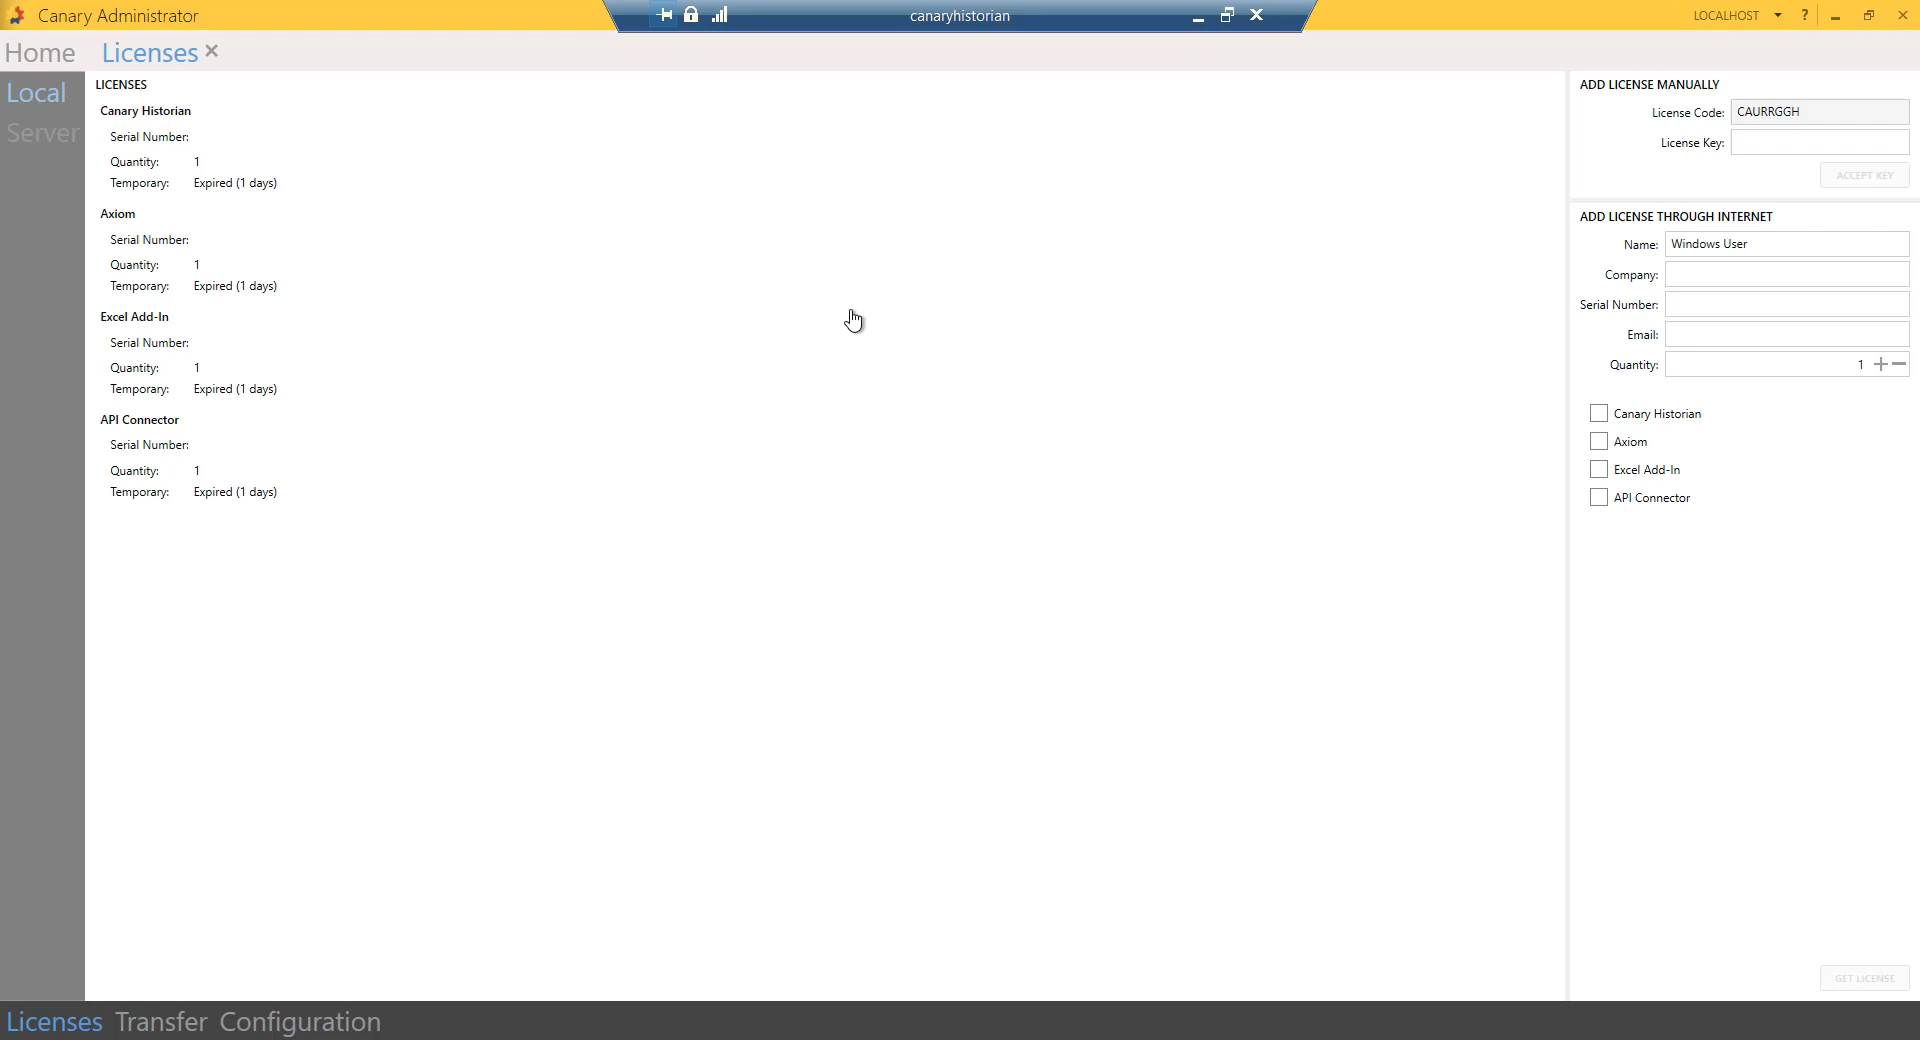 Canary Administrator
canaryhistorian
LOCALHOST ?
Home Licenses
Local
Server
LICENSES
Canary Historian
Serial Number:
Quantity: 1
Temporary: Expired (1 days)
Axiom
Serial Number:
Quantity: 1
Temporary: Expired (1 days)
Excel Add-In
Serial Number:
Quantity: 1
Temporary: Expired (1 days)
API Connector
Serial Number:
Quantity: 1
Temporary: Expired (1 days)
ADD LICENSE MANUALLY
License Code: CAURRGGH
License Key:
ACCEPT KEY
ADD LICENSE THROUGH INTERNET
Name: Windows User
Company:
Serial Number:
Email:
Quantity: 1
Canary Historian
Axiom
Excel Add-In
API Connector
GET LICENSE
Licenses Transfer Configuration